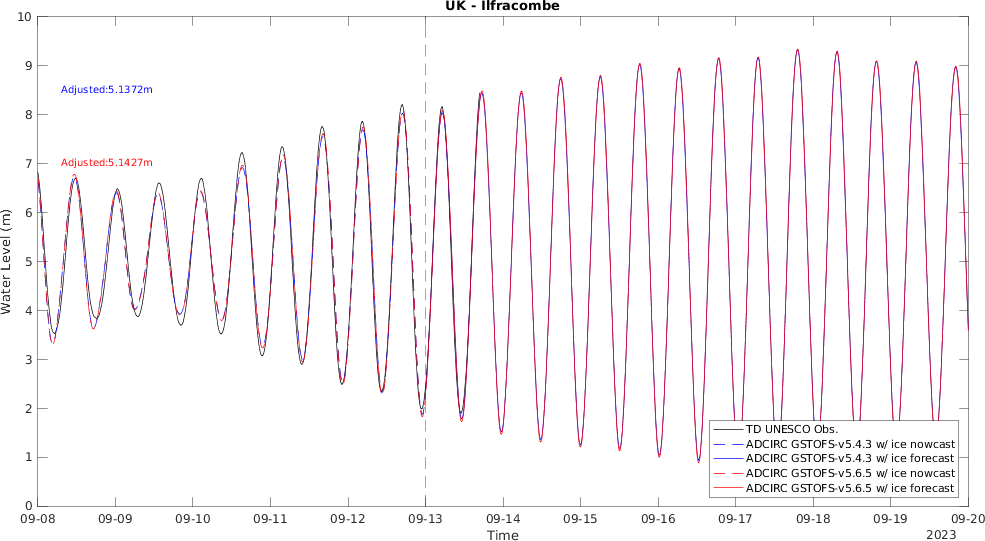 UK - Ilfracombe
10
9
8
7
6
5
4
3
2
1
0
Water Level (m)
Adjusted:5.1372m
Adjusted:5.1427m
TD UNESCO Obs.
ADCIRC GSTOFS-v5.4.3 w/ ice nowcast
ADCIRC GSTOFS-v5.4.3 w/ ice forecast
ADCIRC GSTOFS-v5.6.5 w/ ice nowcast
ADCIRC GSTOFS-v5.6.5 w/ ice forecast
09-08 09-09 09-10 09-11 09-12 09-13 09-14 09-15 09-16 09-17 09-18 09-19 09-20
Time
2023